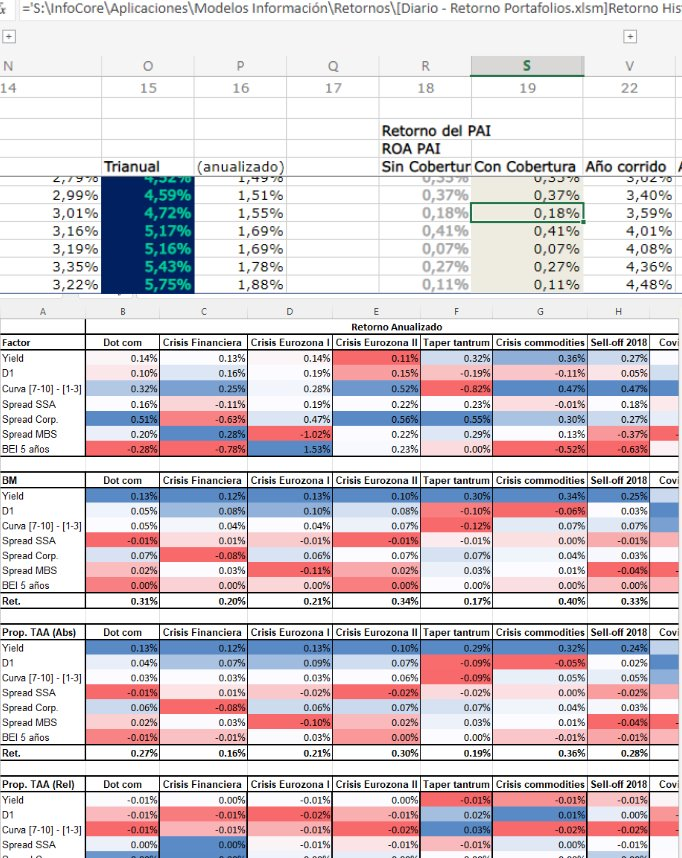 ='S:\InfoCore\Aplicaciones\Modelos Información\Retornos\[Diario - Retorno Portafolios.xlsm]Retorno His
N O P Q R S V
14 15 16 17 18 19 22
Retorno del PAI
ROA PAI
Trianual (anualizado) Sin Cobertur Con Cobertura Año corrido
2,79% 4,52% 1,49% 0,35% 0,35% 3,02%
2,99% 4,59% 1,51% 0,37% 0,37% 3,40%
3,01% 4,72% 1,55% 0,18% 0,18% 3,59%
3,16% 5,17% 1,69% 0,41% 0,41% 4,01%
3,19% 5,16% 1,69% 0,07% 0,07% 4,08%
3,35% 5,43% 1,78% 0,27% 0,27% 4,36%
3,22% 5,75% 1,88% 0,11% 0,11% 4,48%
A B C D E F G H
Retorno Anualizado
Factor Dot com Crisis Financiera Crisis Eurozona I Crisis Eurozona II Taper tantrum Crisis commodities Sell-off 2018 Covi
Yield 0.14% 0.13% 0.14% 0.11% 0.32% 0.36% 0.27%
D1 0.10% 0.16% 0.19% 0.15% -0.19% -0.11% 0.05%
Curva [7-10] - [1-3] 0.32% 0.25% 0.28% 0.52% -0.82% 0.47% 0.47%
Spread SSA 0.16% -0.11% 0.19% 0.22% 0.23% -0.01% 0.18%
Spread Corp. 0.51% -0.63% 0.47% 0.56% 0.55% 0.30% 0.27%
Spread MBS 0.20% 0.28% -1.02% 0.22% 0.29% 0.13% -0.37% -
BEI 5 años -0.28% -0.78% 1.53% 0.23% 0.00% -0.52% -0.63%
BM Dot com Crisis Financiera Crisis Eurozona I Crisis Eurozona II Taper tantrum Crisis commodities Sell-off 2018 Covi
Yield 0.13% 0.12% 0.13% 0.10% 0.30% 0.34% 0.25%
D1 0.05% 0.08% 0.10% 0.08% -0.10% -0.06% 0.03%
Curva [7-10] - [1-3] 0.05% 0.04% 0.04% 0.07% -0.12% 0.07% 0.07%
Spread SSA -0.01% 0.01% -0.01% -0.01% -0.01% 0.00% -0.01%
Spread Corp. 0.07% -0.08% 0.06% 0.07% 0.07% 0.04% 0.03%
Spread MBS 0.02% 0.03% -0.11% 0.02% 0.03% 0.01% -0.04% -
BEI 5 años 0.00% 0.00% 0.00% 0.00% 0.00% 0.00% 0.00%
Ret. 0.31% 0.20% 0.21% 0.34% 0.17% 0.40% 0.33%
Prop. TAA (Abs) Dot com Crisis Financiera Crisis Eurozona I Crisis Eurozona II Taper tantrum Crisis commodities Sell-off 2018 Covi
Yield 0.13% 0.12% 0.13% 0.10% 0.29% 0.32% 0.24%
D1 0.04% 0.07% 0.09% 0.07% -0.09% -0.05% 0.02%
Curva [7-10] - [1-3] 0.03% 0.03% 0.03% 0.06% -0.09% 0.05% 0.05%
Spread SSA -0.01% 0.01% -0.02% -0.02% -0.02% 0.00% -0.02%
Spread Corp. 0.06% -0.08% 0.06% 0.07% 0.07% 0.04% 0.03%
Spread MBS 0.02% 0.03% -0.10% 0.02% 0.03% 0.01% -0.04% -
BEI 5 años -0.01% -0.01% 0.03% 0.00% 0.00% -0.01% -0.01%
Ret. 0.27% 0.16% 0.21% 0.30% 0.19% 0.36% 0.28%
Prop. TAA (Rel) Dot com Crisis Financiera Crisis Eurozona I Crisis Eurozona II Taper tantrum Crisis commodities Sell-off 2018 Covi
Yield -0.01% 0.00% -0.01% 0.00% -0.01% -0.01% -0.01%
D1 -0.01% -0.01% -0.02% -0.01% 0.02% 0.01% 0.00%
Curva [7-10] - [1-3] -0.01% -0.01% -0.01% -0.02% 0.03% -0.02% -0.02%
Spread SSA 0.00% 0.00% -0.01% -0.01% -0.01% 0.00% -0.01%